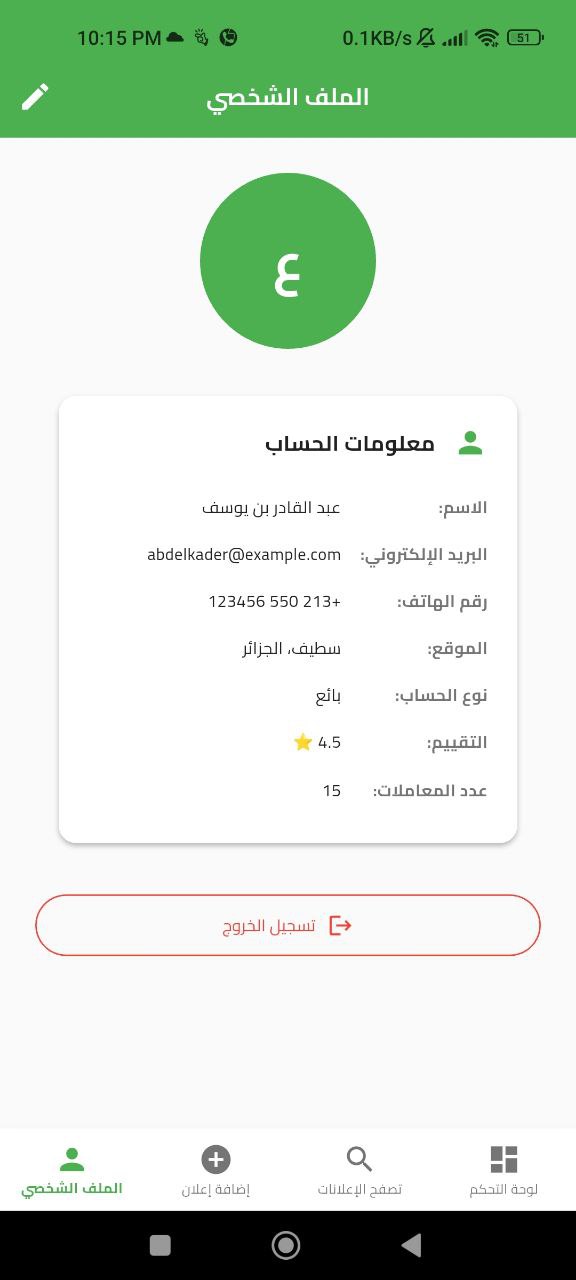 10:15 PM 0.1KB/s 51
الملف الشخصي
ع
معلومات الحساب
الاسم: عبد القادر بن يوسف
البريد الإلكتروني: abdelkader@example.com
رقم الهاتف: 123456 550 213+
الموقع: سطيف، الجزائر
نوع الحساب: بائع
التقييم: 4.5 ⭐
عدد المعاملات: 15
تسجيل الخروج
لوحة التحكم تصفح الإعلانات إضافة إعلان الملف الشخصي